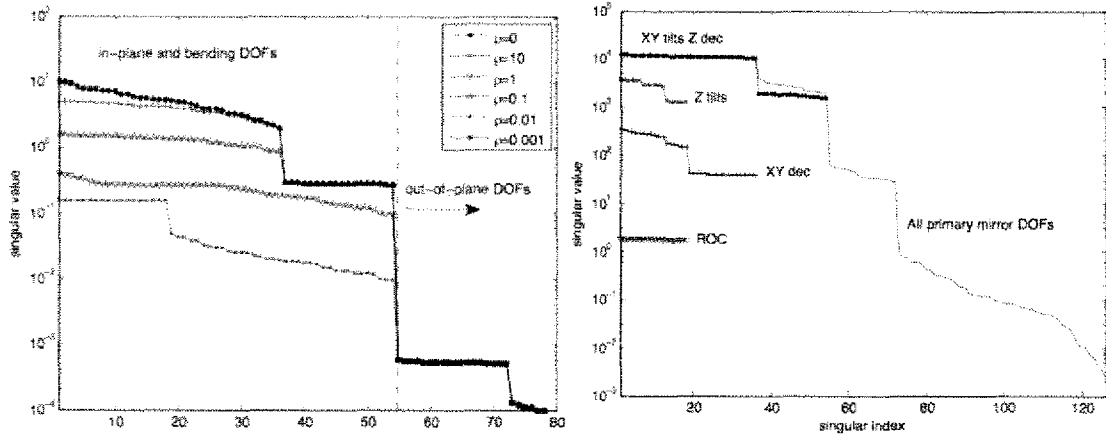 in-plane and bending DOFs
out-of-plane DOFs
ρ=0
ρ=10
ρ=1
ρ=0.1
ρ=0.01
ρ=0.001
singular value
10 20 30 40 50 60 70 80
XY tilts Z dec
Z tilts
XY dec
ROC
All primary mirror DOFs
singular value
20 40 60 80 100 120
singular index